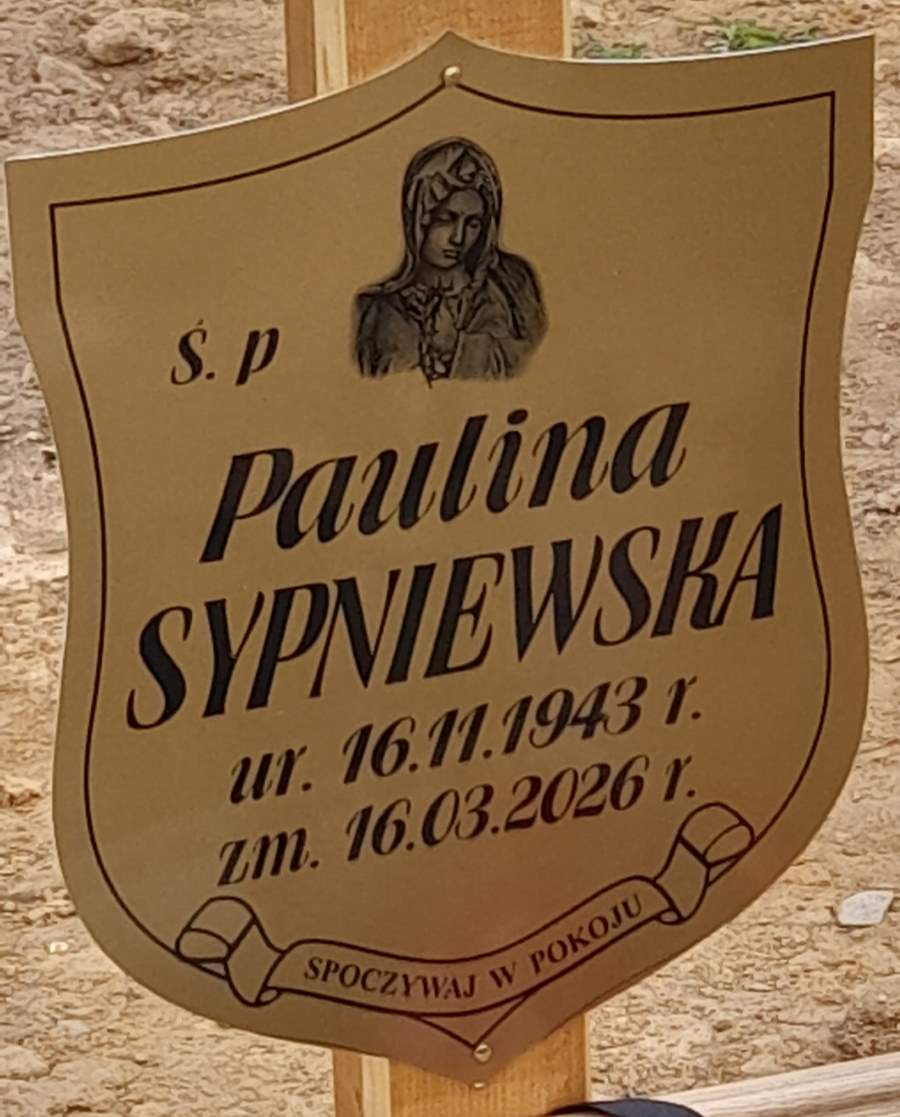 Ś. p
Paulina
SYPNIEWSKA
ur. 16.11.1943 r.
zm. 16.03.2026 r.
SPOCZYWAJ W POKOJU